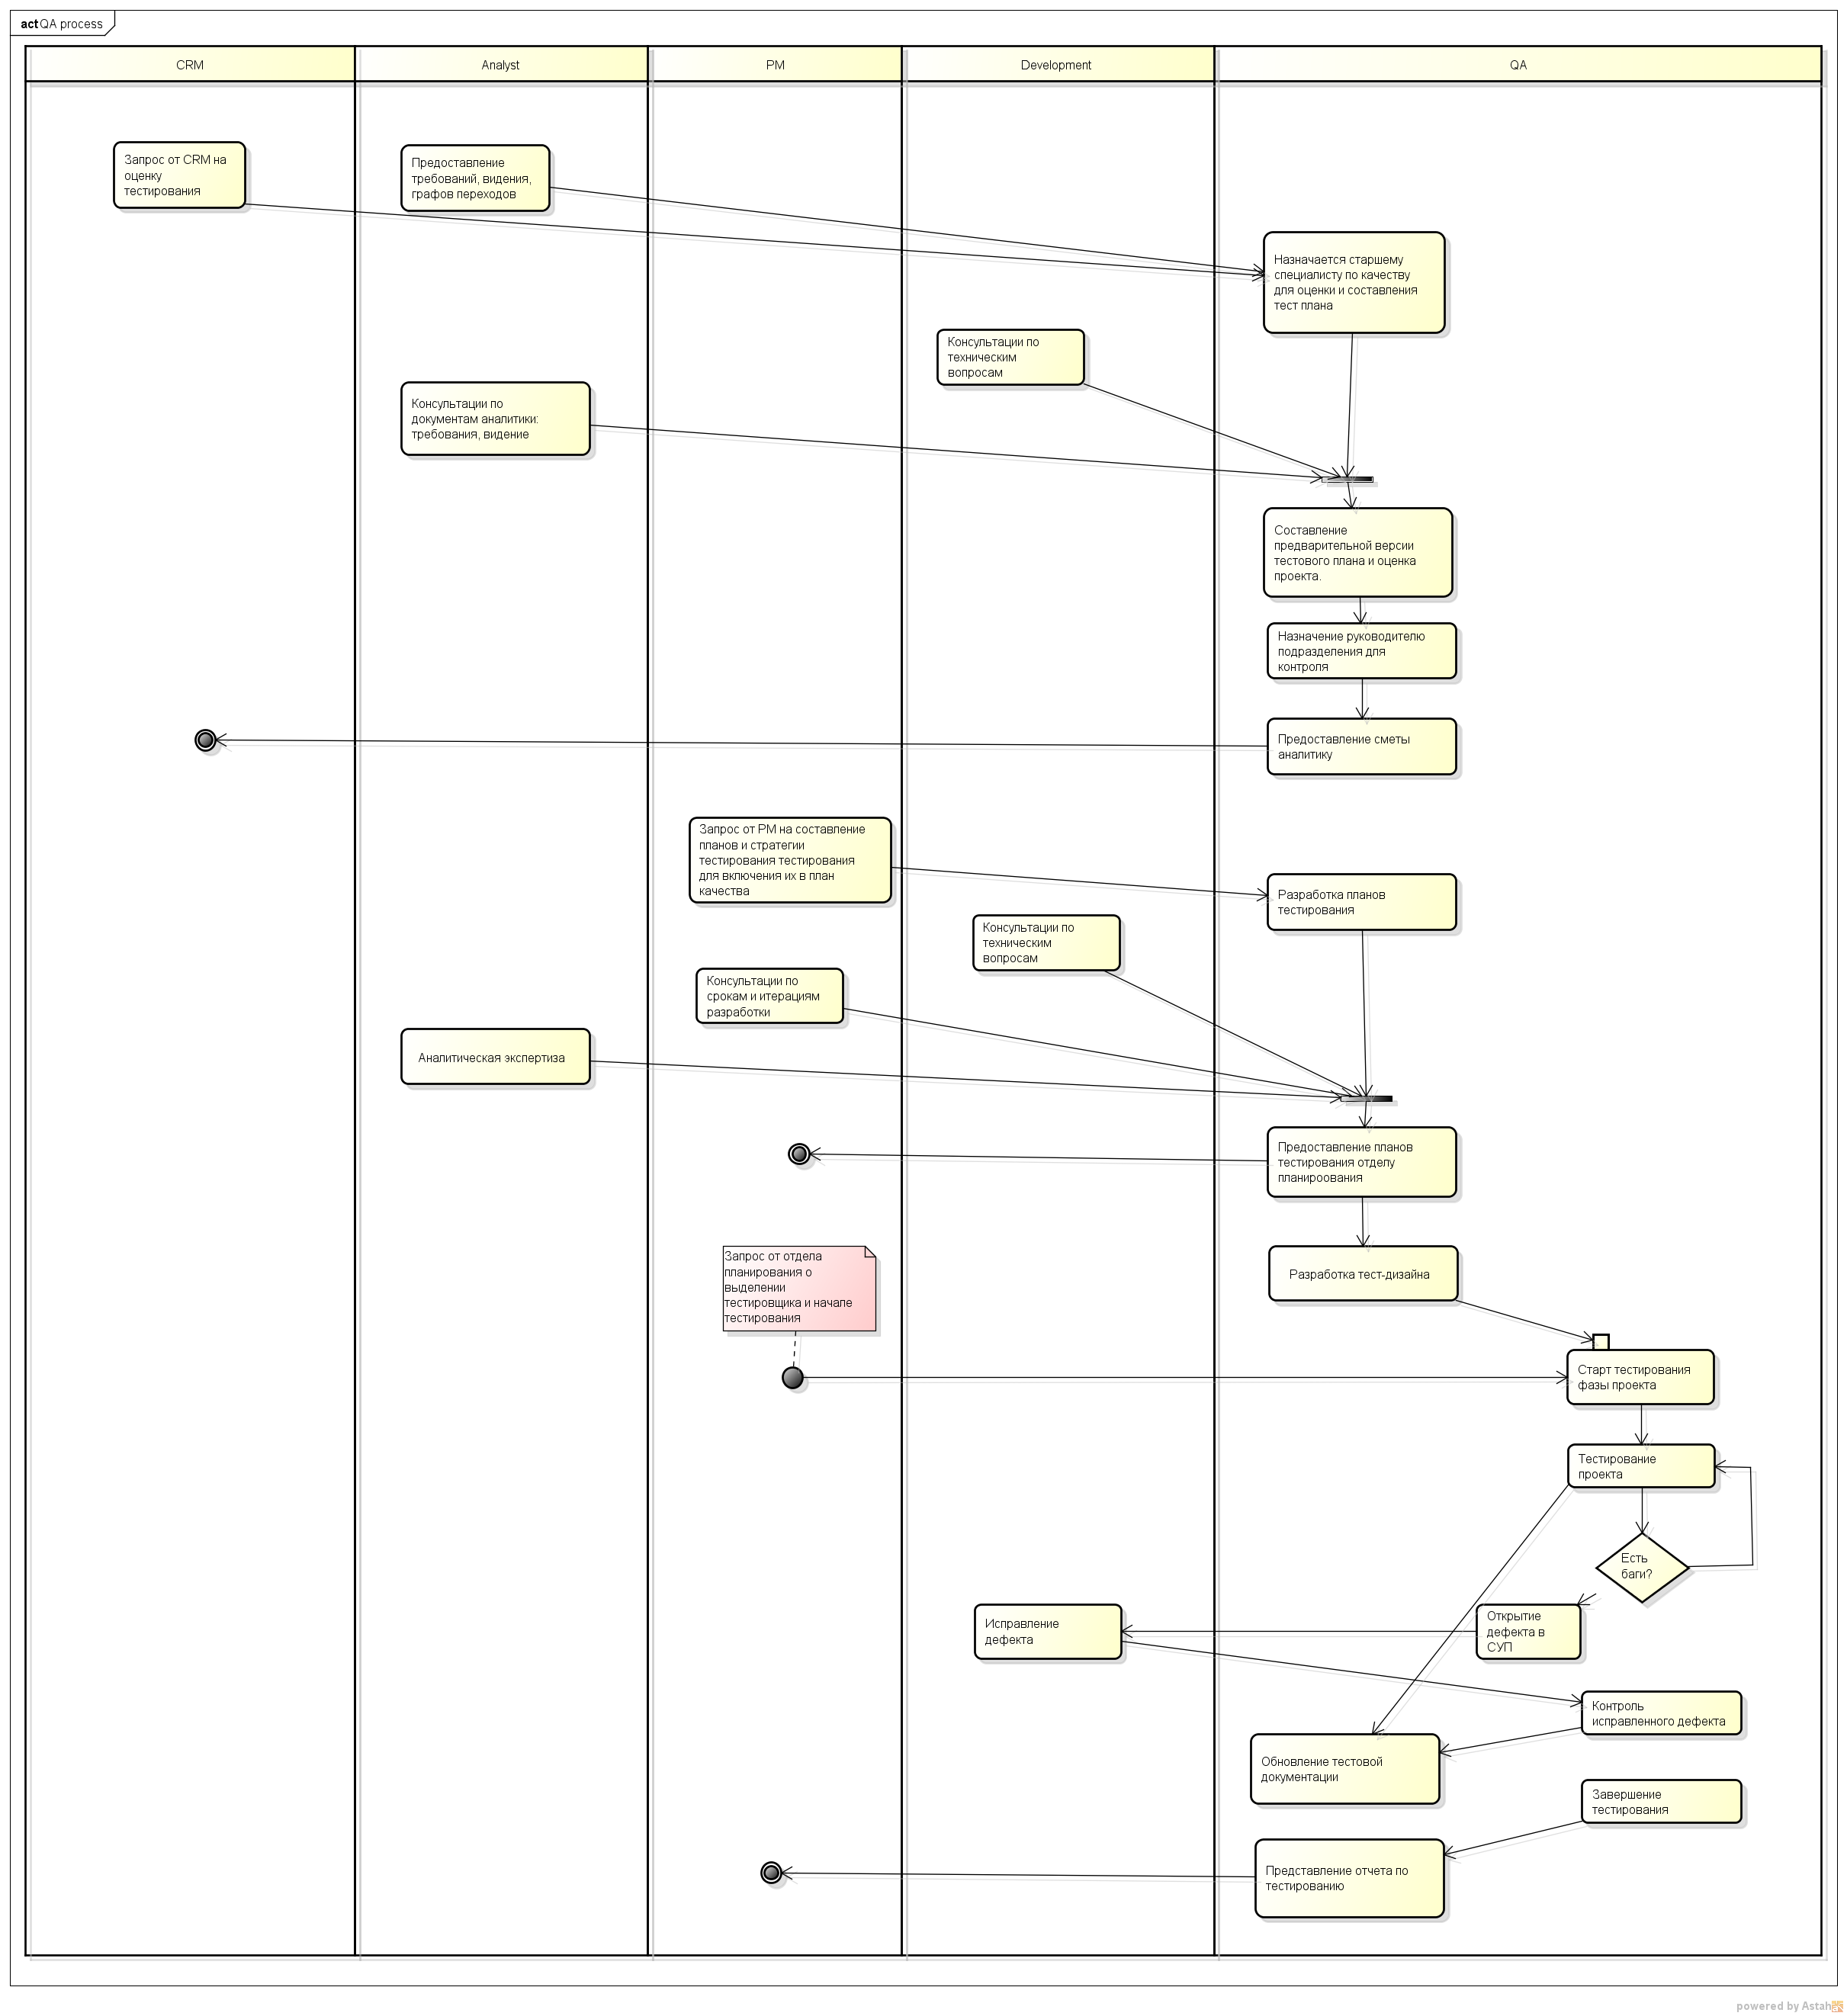 act QA process
CRM
Analyst
PM
Development
QA
Запрос от CRM на
оценку
тестирования
Предоставление
требований, видения,
графов переходов
Назначается старшему
специалисту по качеству
для оценки и составления
тест плана
Консультации по
техническим
вопросам
Консультации по
документам аналитики:
требования, видение
Составление
предварительной версии
тестового плана и оценка
проекта.
Назначение руководителю
подразделения для
контроля
Предоставление сметы
аналитику
Запрос от PM на составление
планов и стратегии
тестирования тестирования
для включения их в план
качества
Разработка планов
тестирования
Консультации по
техническим
вопросам
Консультации по
срокам и итерациям
разработки
Аналитическая экспертиза
Предоставление планов
тестирования отделу
планироования
Запрос от отдела
планирования о
выделении
тестировщика и начале
тестирования
Разработка тест-дизайна
Старт тестирования
фазы проекта
Тестирование
проекта
Есть
баги?
Исправление
дефекта
Открытие
дефекта в
СУП
Контроль
исправленного дефекта
Обновление тестовой
документации
Завершение
тестирования
Представление отчета по
тестированию
powered by Astah